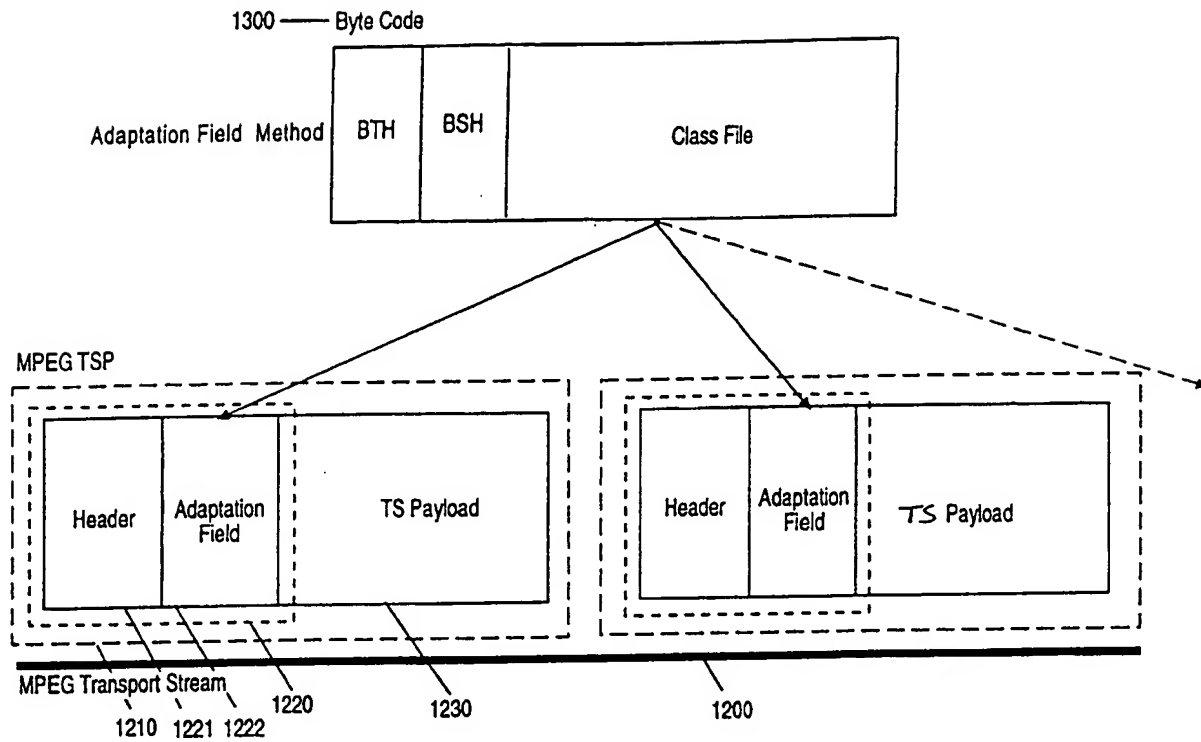 1300 Byte Code
Adaptation Field Method
BTH
BSH
Class File
MPEG TSP
Header
Adaptation
Field
TS Payload
Header
Adaptation
Field
TS Payload
MPEG Transport Stream
1210
1221
1222
1220
1230
1200